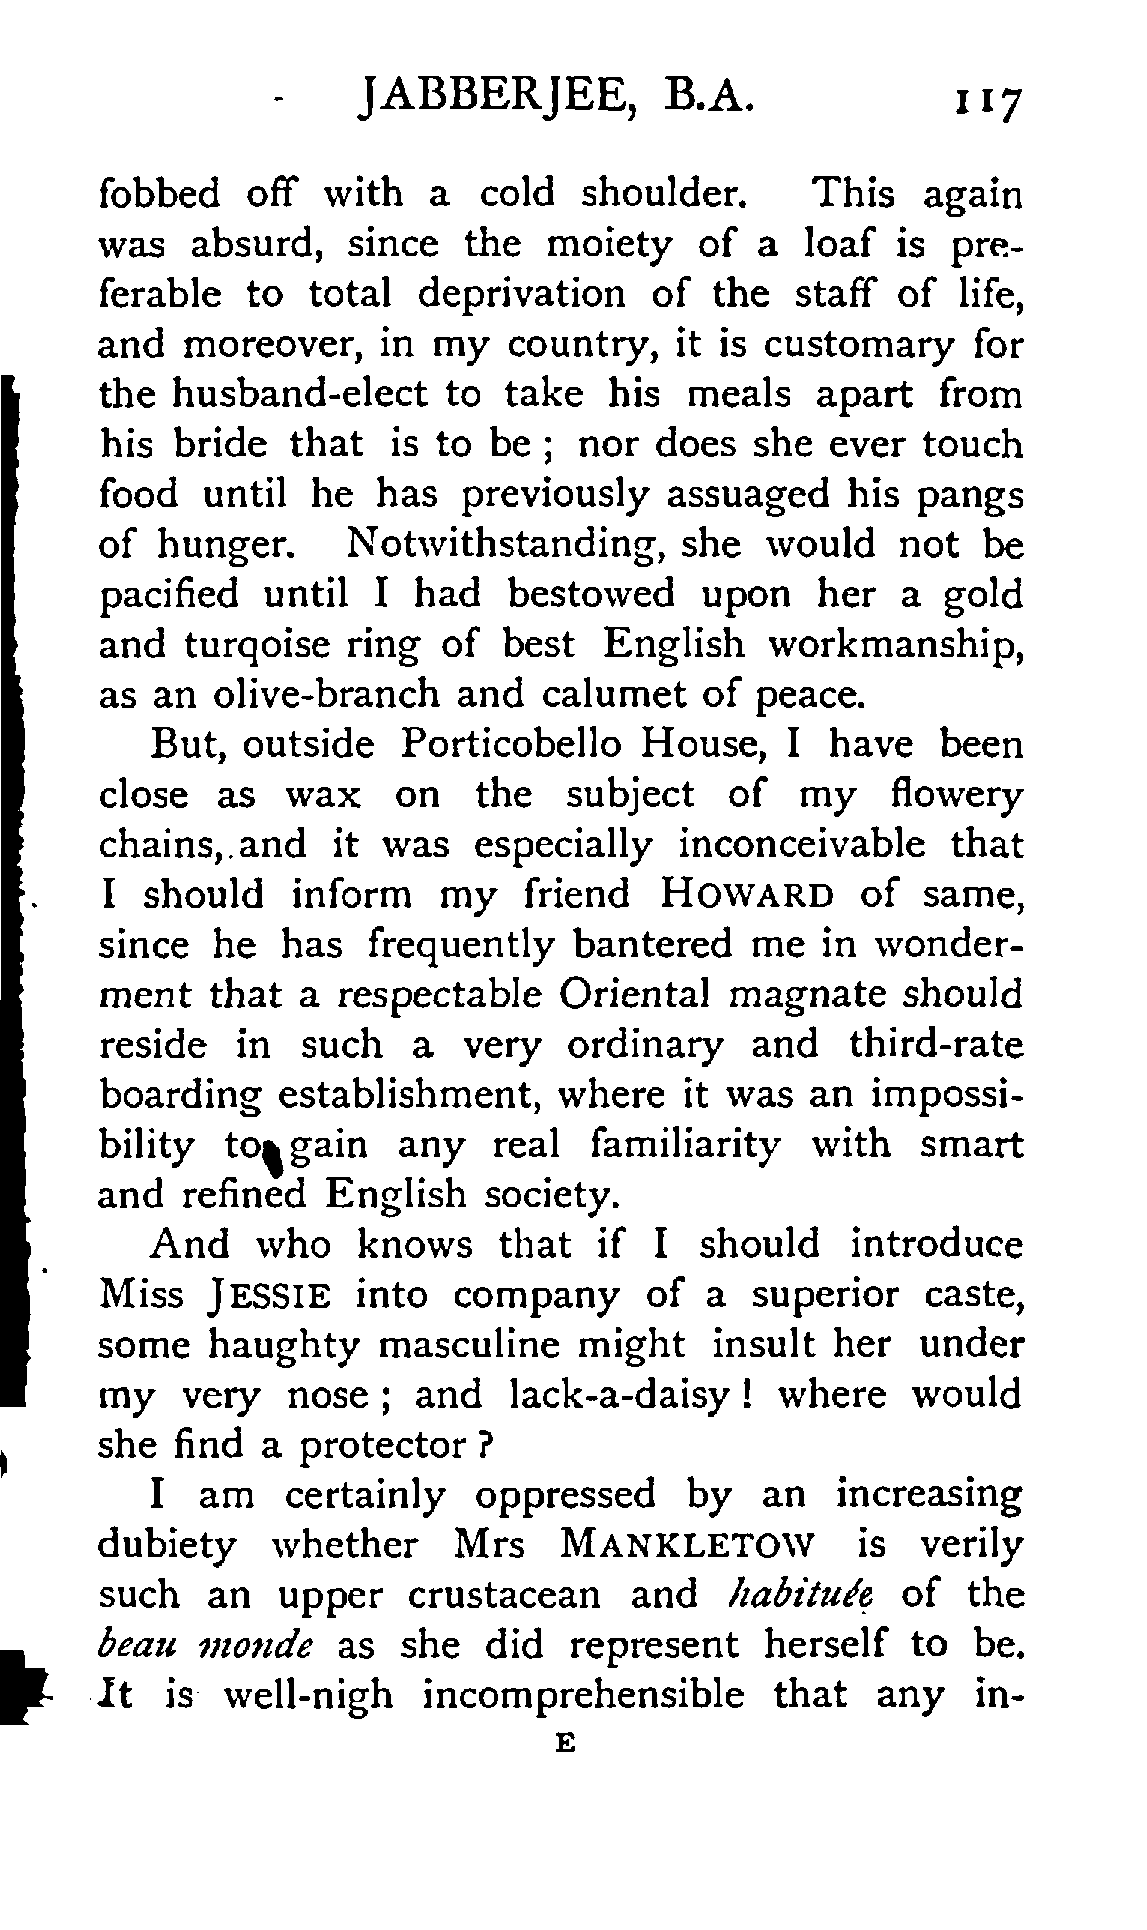 JABBERJEE, B.A. 117
fobbed off with a cold shoulder. This again
was absurd, since the moiety of a loaf is pre-
ferable to total deprivation of the staff of life,
and moreover, in my country, it is customary for
the husband-elect to take his meals apart from
his bride that is to be ; nor does she ever touch
food until he has previously assuaged his pangs
of hunger. Notwithstanding, she would not be
pacified until I had bestowed upon her a gold
and turqoise ring of best English workmanship,
as an olive-branch and calumet of peace.
But, outside Porticobello House, I have been
close as wax on the subject of my flowery
chains, and it was especially inconceivable that
I should inform my friend HOWARD of same,
since he has frequently bantered me in wonder-
ment that a respectable Oriental magnate should
reside in such a very ordinary and third-rate
boarding establishment, where it was an impossi-
bility to gain any real familiarity with smart
and refined English society.
And who knows that if I should introduce
Miss JESSIE into company of a superior caste,
some haughty masculine might insult her under
my very nose ; and lack-a-daisy ! where would
she find a protector ?
I am certainly oppressed by an increasing
dubiety whether Mrs MANKLETOW is verily
such an upper crustacean and habituée of the
beau monde as she did represent herself to be.
It is well-nigh incomprehensible that any in-
E